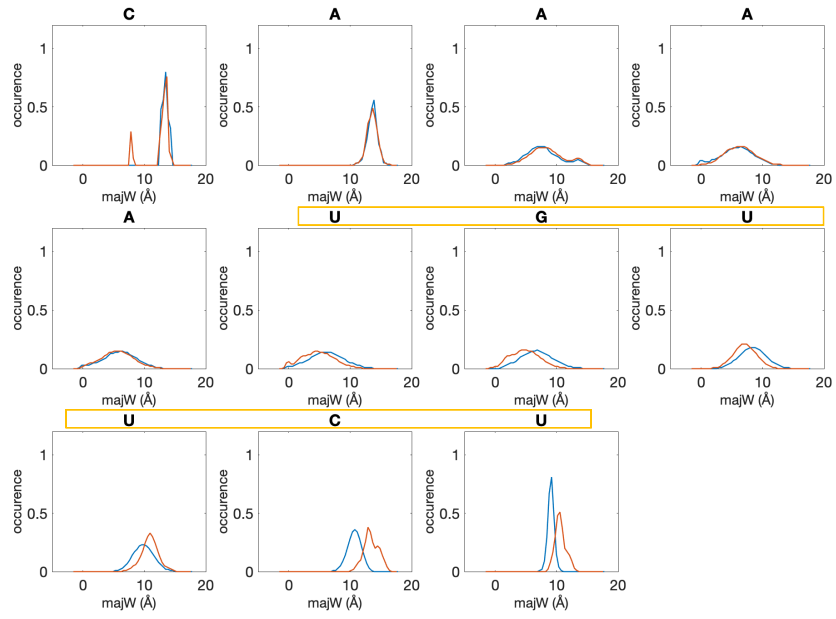 C A A A
occurence 1 0.5 0 occurence 1 0.5 0 occurence 1 0.5 0 occurence 1 0.5 0
0 10 20 0 10 20 0 10 20 0 10 20
majW (Å) majW (Å) majW (Å) majW (Å)
A U G U
occurence 1 0.5 0 occurence 1 0.5 0 occurence 1 0.5 0 occurence 1 0.5 0
0 10 20 0 10 20 0 10 20 0 10 20
majW (Å) majW (Å) majW (Å) majW (Å)
U C U
occurence 1 0.5 0 occurence 1 0.5 0 occurence 1 0.5 0
0 10 20 0 10 20 0 10 20
majW (Å) majW (Å) majW (Å)